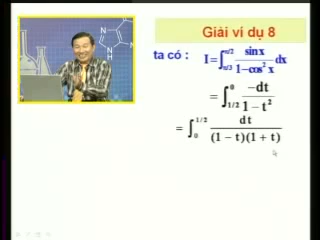 Giải ví dụ 8
ta có : I = ∫_{π/3}^{π/2} sinx / (1 − cos² x) dx
= ∫_{1/2}^{0} −dt / (1 − t²)
= ∫_{0}^{1/2} dt / ((1 − t)(1 + t))